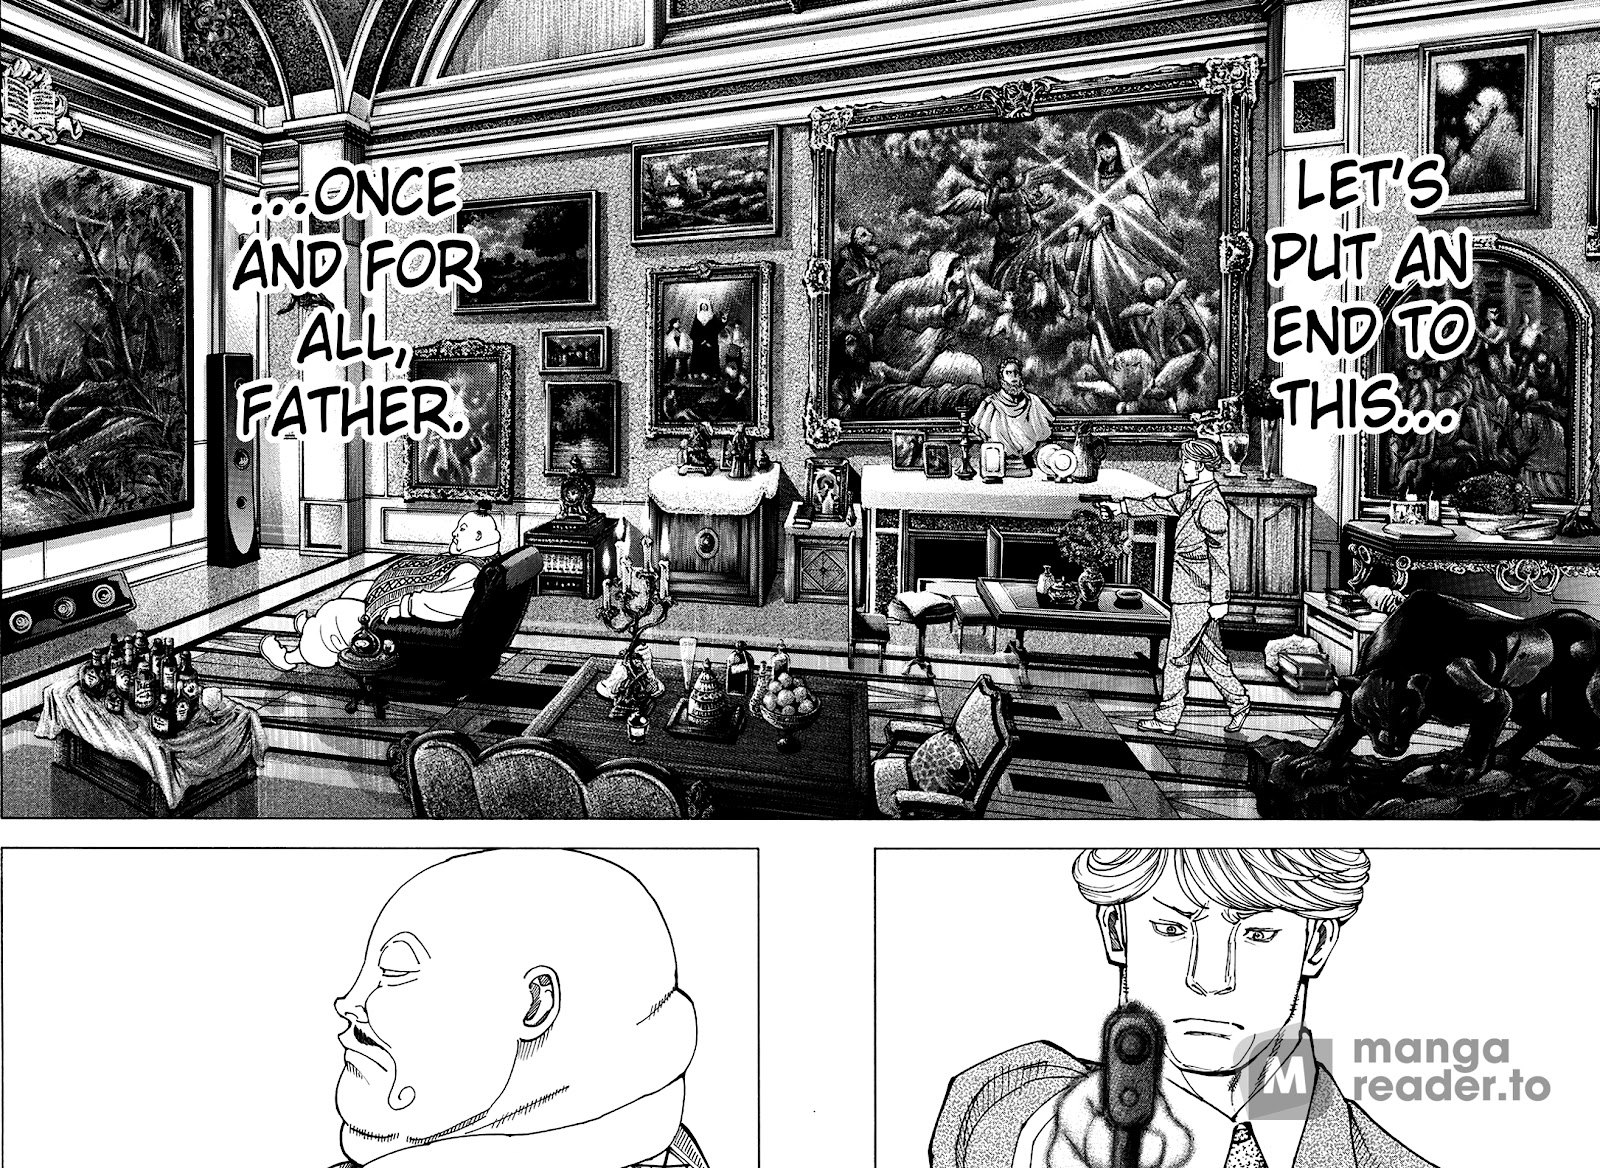 LET'S
PUT AN
END TO
THIS...
...ONCE
AND FOR
ALL,
FATHER.
M
manga
reader.to